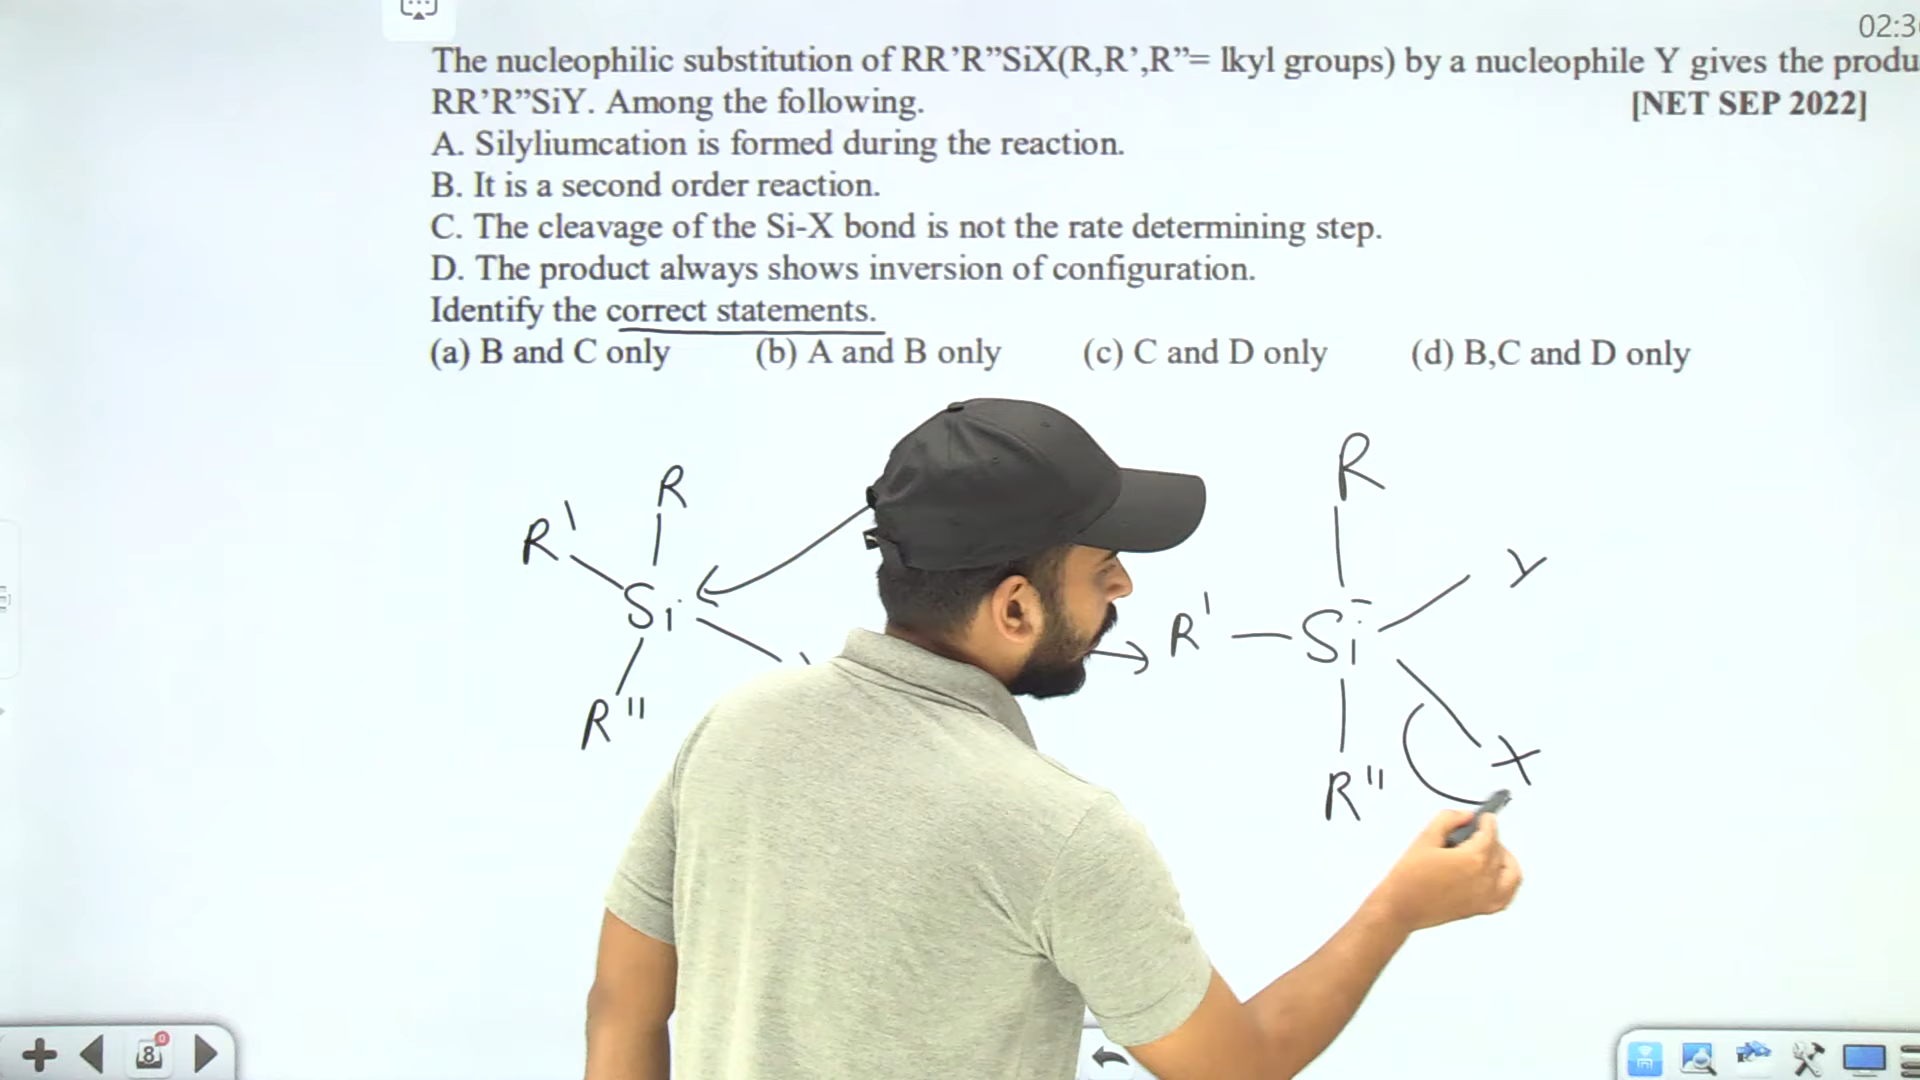 02:3
The nucleophilic substitution of RR’R”SiX(R,R’,R”= lkyl groups) by a nucleophile Y gives the produ
RR’R”SiY. Among the following. [NET SEP 2022]
A. Silyliumcation is formed during the reaction.
B. It is a second order reaction.
C. The cleavage of the Si-X bond is not the rate determining step.
D. The product always shows inversion of configuration.
Identify the correct statements.
(a) B and C only (b) A and B only (c) C and D only (d) B,C and D only
R
R'
Si
R"
R
Y
R' Si
X
R"
8
0